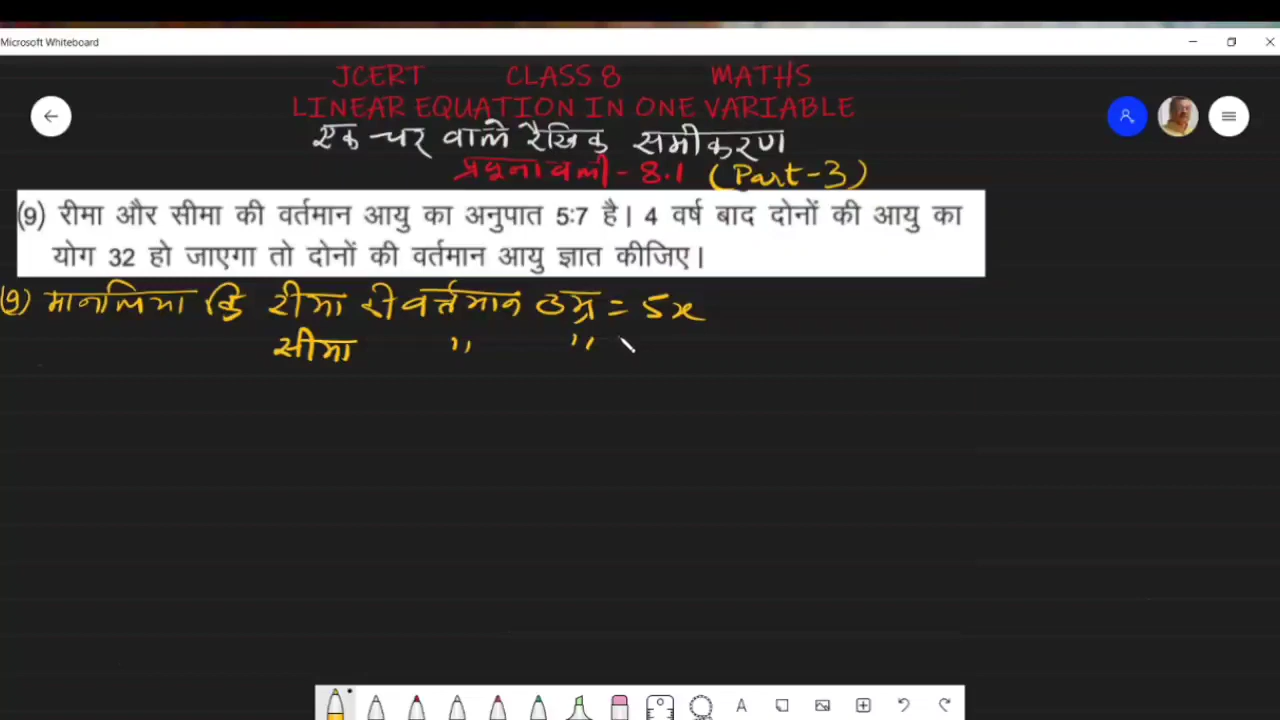 Microsoft Whiteboard
JCERT CLASS 8 MATHS
LINEAR EQUATION IN ONE VARIABLE
एक चर वाले रैखिक समीकरण
प्रश्नावली - 8.1 (Part-3)
(9) रीमा और सीमा की वर्तमान आयु का अनुपात 5:7 है। 4 वर्ष बाद दोनों की आयु का
योग 32 हो जाएगा तो दोनों की वर्तमान आयु ज्ञात कीजिए।
(9) मानलिया कि रीमा की वर्तमान उम्र = 5x
सीमा " "
A